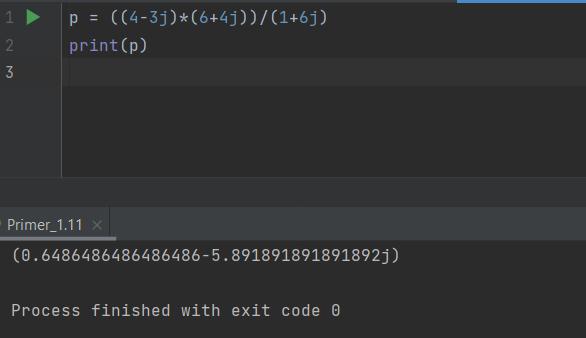 1 p = ((4-3j)*(6+4j))/(1+6j)
2 print(p)
3
Primer_1.11 ×
(0.6486486486486486-5.891891891891892j)
Process finished with exit code 0